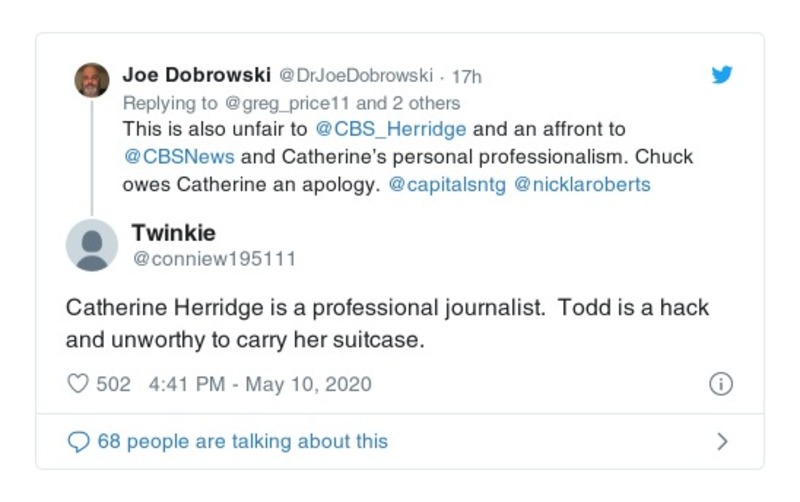 Joe Dobrowski @DrJoeDobrowski · 17h
Replying to @greg_price11 and 2 others
This is also unfair to @CBS_Herridge and an affront to
@CBSNews and Catherine's personal professionalism. Chuck
owes Catherine an apology. @capitalsntg @nicklaroberts
Twinkie
@conniew195111
Catherine Herridge is a professional journalist.  Todd is a hack
and unworthy to carry her suitcase.
502 4:41 PM - May 10, 2020
68 people are talking about this